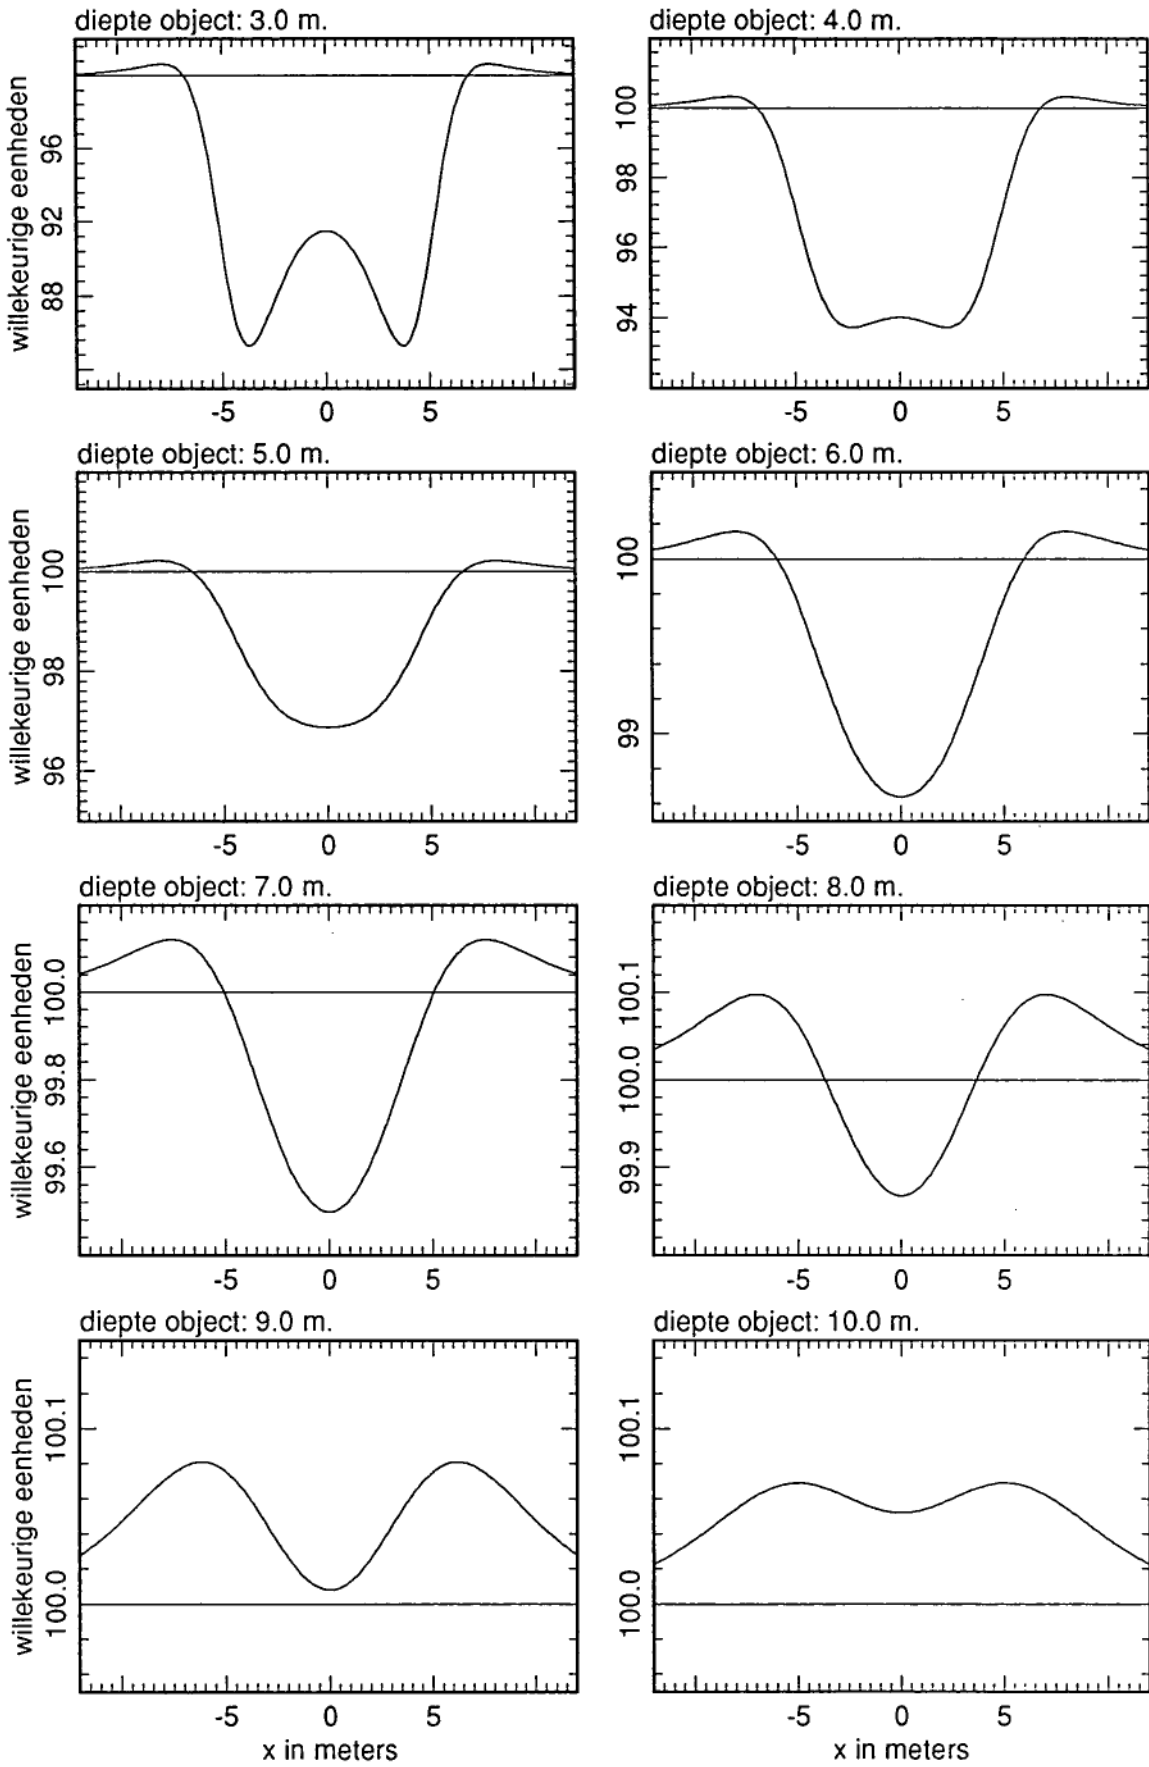 diepte object: 3.0 m.
diepte object: 4.0 m.
willekeurige eenheden
96
92
88
100
98
96
94
-5 0 5
-5 0 5
diepte object: 5.0 m.
diepte object: 6.0 m.
willekeurige eenheden
100
98
96
100
99
-5 0 5
-5 0 5
diepte object: 7.0 m.
diepte object: 8.0 m.
willekeurige eenheden
100.0
99.8
99.6
100.1
100.0
99.9
-5 0 5
-5 0 5
diepte object: 9.0 m.
diepte object: 10.0 m.
willekeurige eenheden
100.1
100.0
100.1
100.0
-5 0 5
-5 0 5
x in meters
x in meters